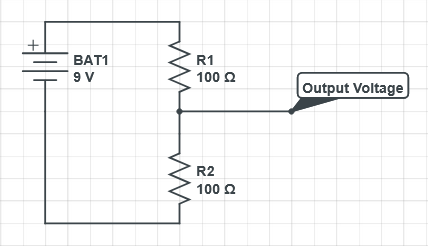 +
BAT1
9 V
R1
100 Ω
Output Voltage
R2
100 Ω